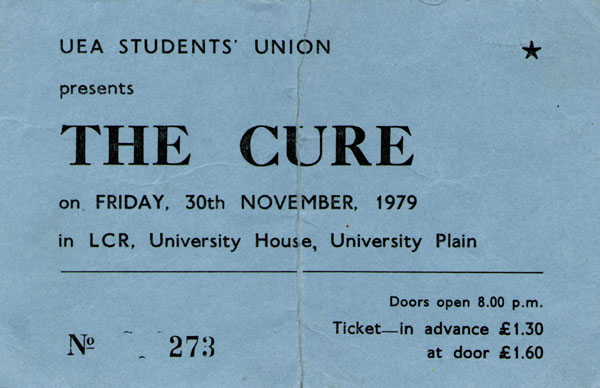 UEA STUDENTS' UNION ★
presents
THE CURE
on FRIDAY, 30th NOVEMBER, 1979
in LCR, University House, University Plain
Doors open 8.00 p.m.
Ticket—in advance £1.30
at door £1.60
Nº 273